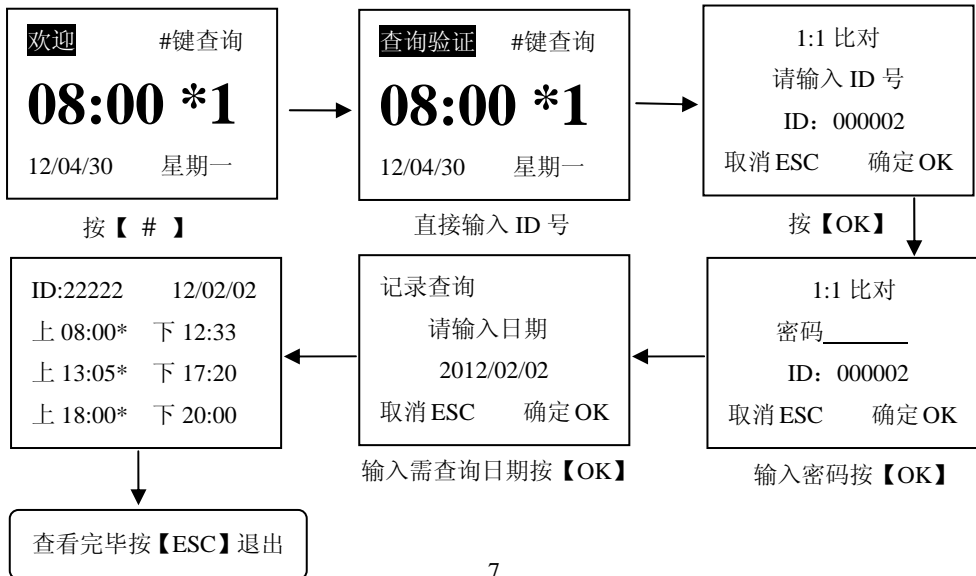 欢迎 #键查询
08:00 *1
12/04/30 星期一
按【 # 】
查询验证 #键查询
08:00 *1
12/04/30 星期一
直接输入 ID 号
1:1 比对
请输入 ID 号
ID：000002
取消 ESC 确定 OK
按【OK】
1:1 比对
密码______
ID：000002
取消 ESC 确定 OK
输入密码按【OK】
记录查询
请输入日期
2012/02/02
取消 ESC 确定 OK
输入需查询日期按【OK】
ID:22222 12/02/02
上 08:00* 下 12:33
上 13:05* 下 17:20
上 18:00* 下 20:00
查看完毕按【ESC】退出
7